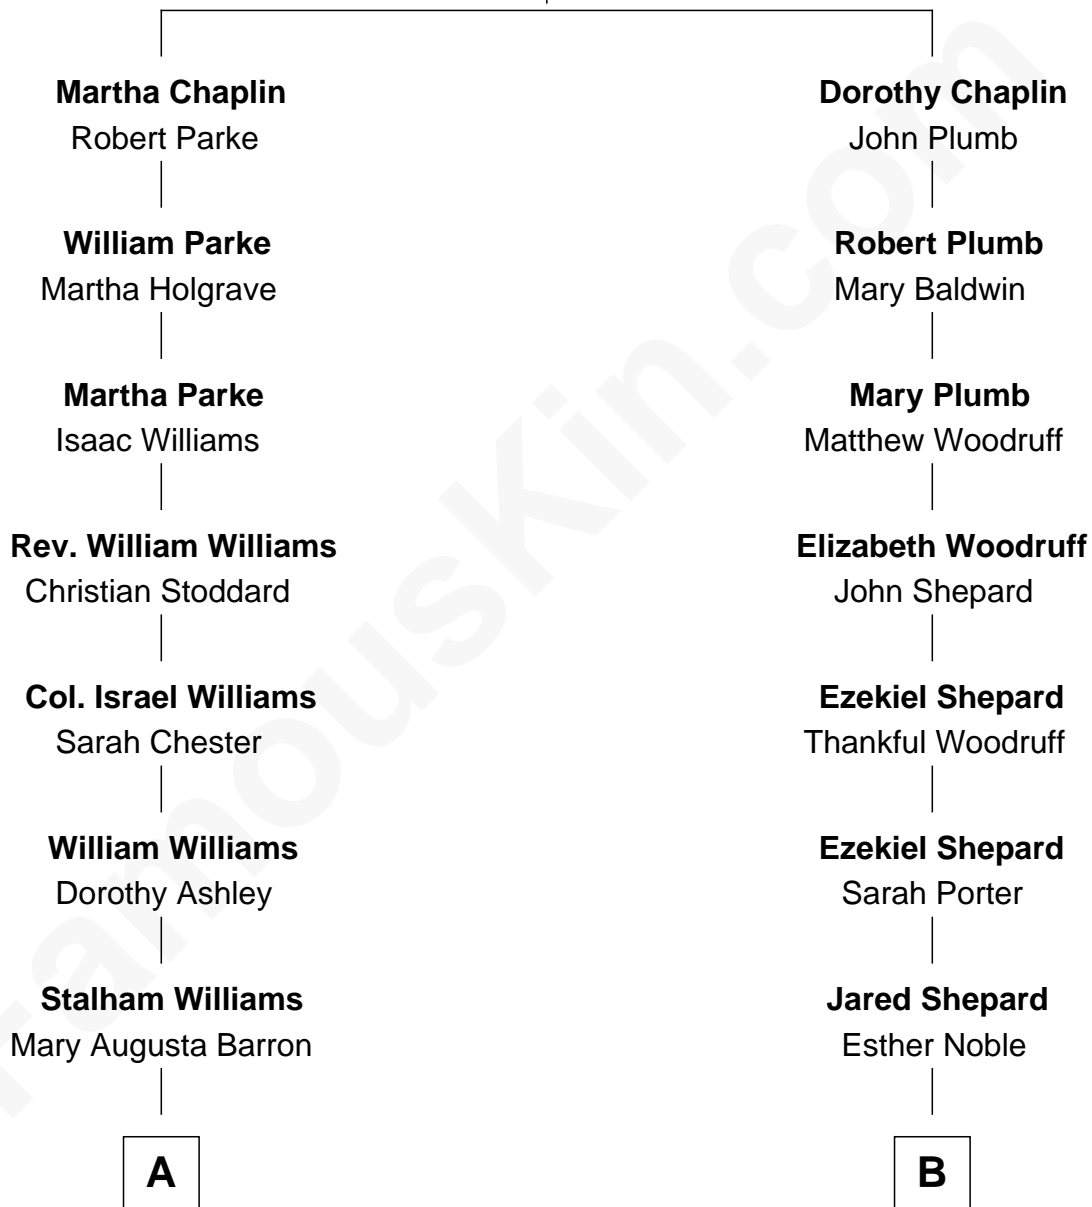 Martha Chaplin
Robert Parke
William Parke
Martha Holgrave
Martha Parke
Isaac Williams
Rev. William Williams
Christian Stoddard
Col. Israel Williams
Sarah Chester
William Williams
Dorothy Ashley
Stalham Williams
Mary Augusta Barron
A
Dorothy Chaplin
John Plumb
Robert Plumb
Mary Baldwin
Mary Plumb
Matthew Woodruff
Elizabeth Woodruff
John Shepard
Ezekiel Shepard
Thankful Woodruff
Ezekiel Shepard
Sarah Porter
Jared Shepard
Esther Noble
B
FamousKin.com